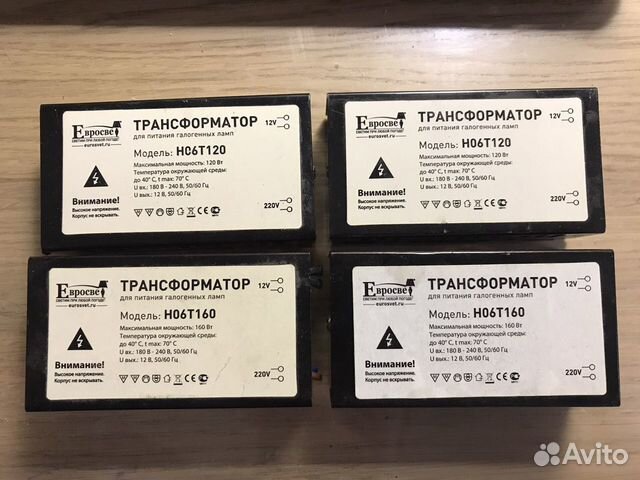 Евросвет
СВЕТИМ ПРИ ЛЮБОЙ ПОГОДЕ!
eurosvet.ru
ТРАНСФОРМАТОР
для питания галогенных ламп
12V
Модель: H06T120
Максимальная мощность: 120 Вт
Температура окружающей среды:
до 40° C, t max: 70° C
U вх.: 180 В - 240 В, 50/60 Гц
U вых.: 12 В, 50/60 Гц
Внимание!
Высокое напряжение.
Корпус не вскрывать.
220V
Евросвет
СВЕТИМ ПРИ ЛЮБОЙ ПОГОДЕ!
eurosvet.ru
ТРАНСФОРМАТОР
для питания галогенных ламп
12V
Модель: H06T120
Максимальная мощность: 120 Вт
Температура окружающей среды:
до 40° C, t max: 70° C
U вх.: 180 В - 240 В, 50/60 Гц
U вых.: 12 В, 50/60 Гц
Внимание!
Высокое напряжение.
Корпус не вскрывать.
220V
Евросвет
СВЕТИМ ПРИ ЛЮБОЙ ПОГОДЕ!
eurosvet.ru
ТРАНСФОРМАТОР
для питания галогенных ламп
12V
Модель: H06T160
Максимальная мощность: 160 Вт
Температура окружающей среды:
до 40° C, t max: 70° C
U вх.: 180 В - 240 В, 50/60 Гц
U вых.: 12 В, 50/60 Гц
Внимание!
Высокое напряжение.
Корпус не вскрывать.
220V
Евросвет
СВЕТИМ ПРИ ЛЮБОЙ ПОГОДЕ!
eurosvet.ru
ТРАНСФОРМАТОР
для питания галогенных ламп
12V
Модель: H06T160
Максимальная мощность: 160 Вт
Температура окружающей среды:
до 40° C, t max: 70° C
U вх.: 180 В - 240 В, 50/60 Гц
U вых.: 12 В, 50/60 Гц
Внимание!
Высокое напряжение.
Корпус не вскрывать.
220V
Avito